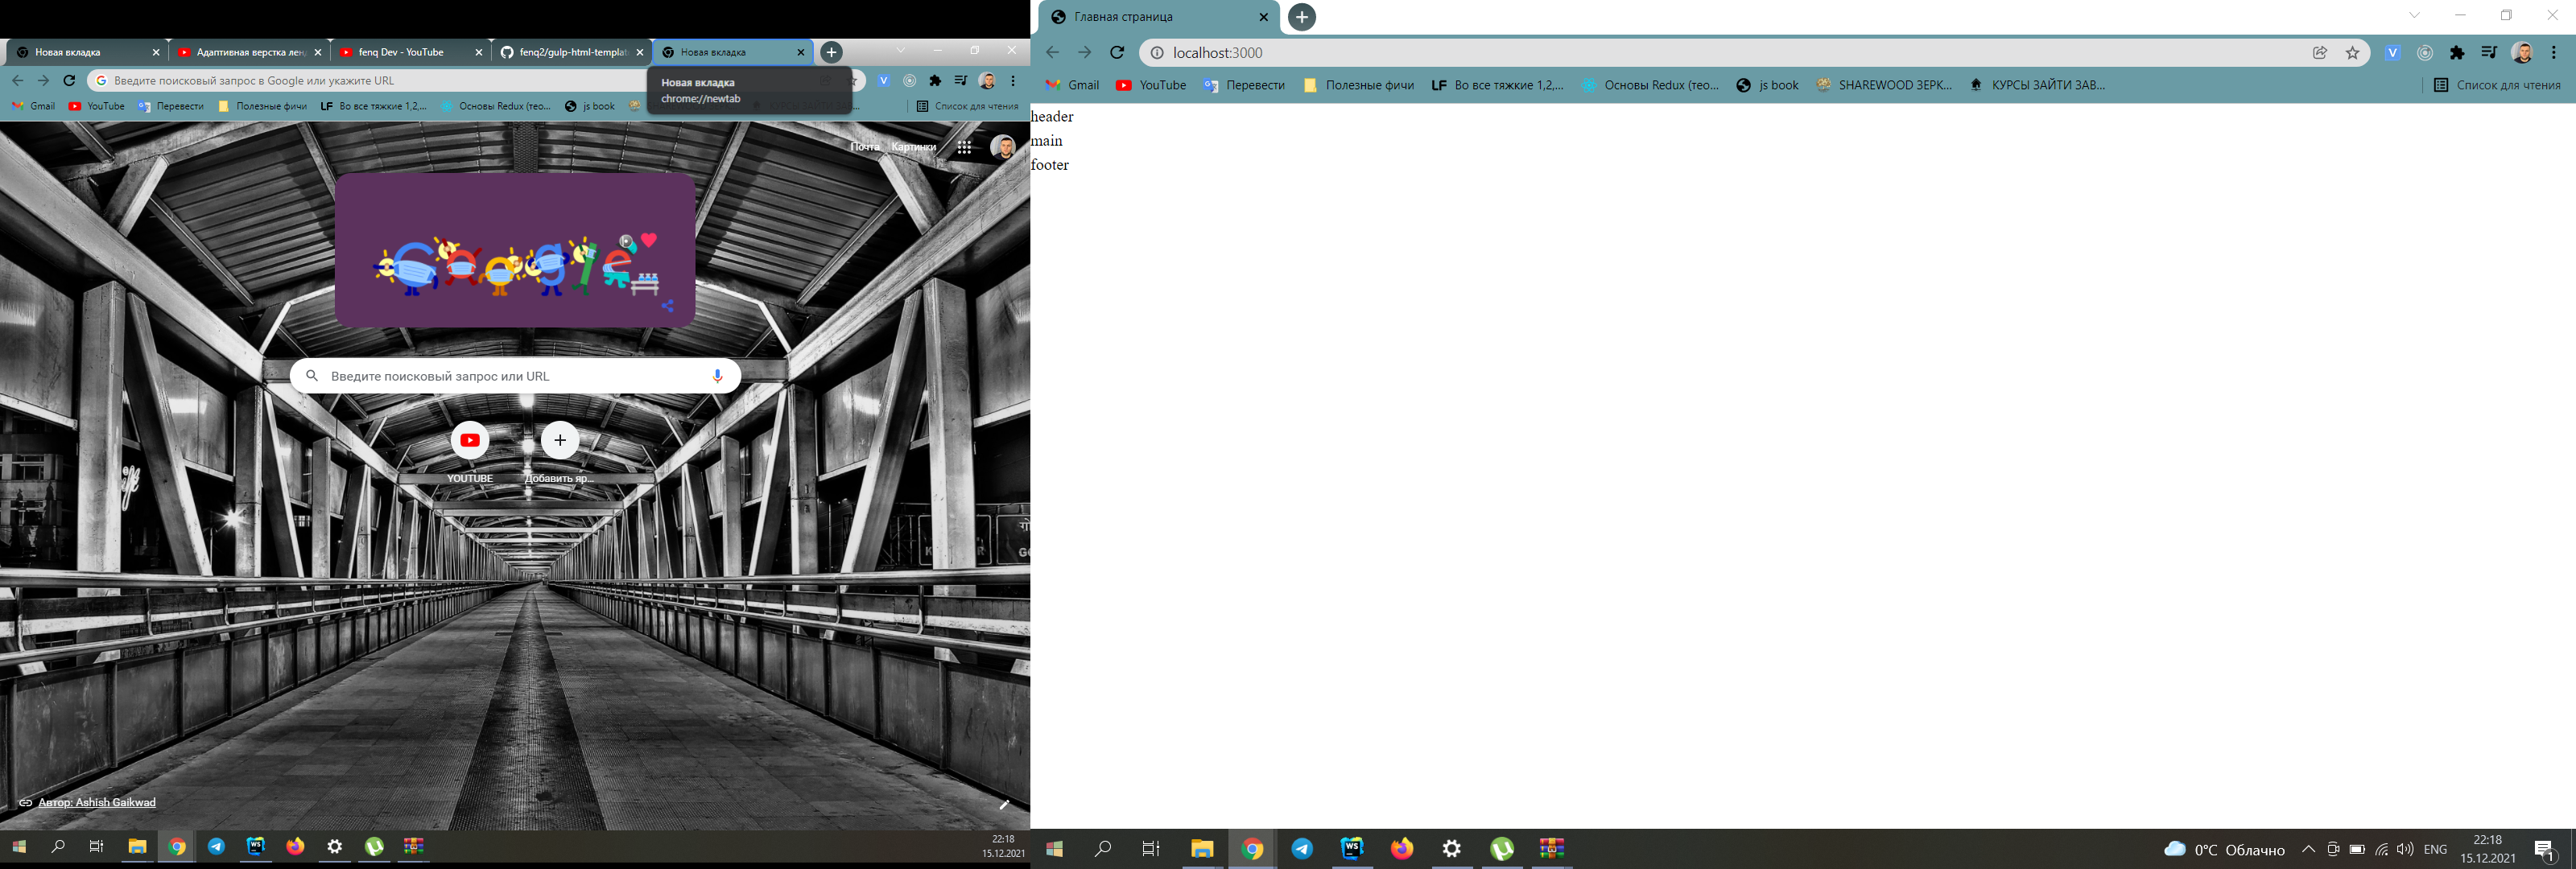 Новая вкладка
Адаптивная верстка лен
fenq Dev - YouTube
fenq2/gulp-html-templat
Новая вкладка
Введите поисковый запрос в Google или укажите URL
Новая вкладка
chrome://newtab
Gmail
YouTube
Перевести
Полезные фичи
LF Во все тяжкие 1,2,...
Основы Redux (тео...
js book
Список для чтения
Почта
Картинки
Google
Введите поисковый запрос или URL
YOUTUBE
Добавить яр...
Автор: Ashish Gaikwad
22:18
15.12.2021
Главная страница
localhost:3000
Gmail
YouTube
Перевести
Полезные фичи
LF Во все тяжкие 1,2,...
Основы Redux (тео...
js book
SHAREWOOD ЗЕРК...
КУРСЫ ЗАЙТИ ЗАВ...
Список для чтения
header
main
footer
0°C Облачно
ENG
22:18
15.12.2021
1